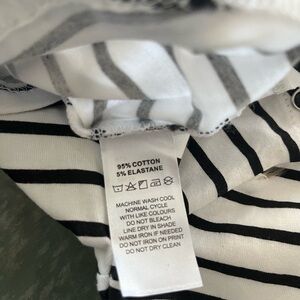 95% COTTON
5% ELASTANE
MACHINE WASH COOL
NORMAL CYCLE
WITH LIKE COLOURS
DO NOT BLEACH
LINE DRY IN SHADE
WARM IRON IF NEEDED
DO NOT IRON ON PRINT
DO NOT DRY CLEAN